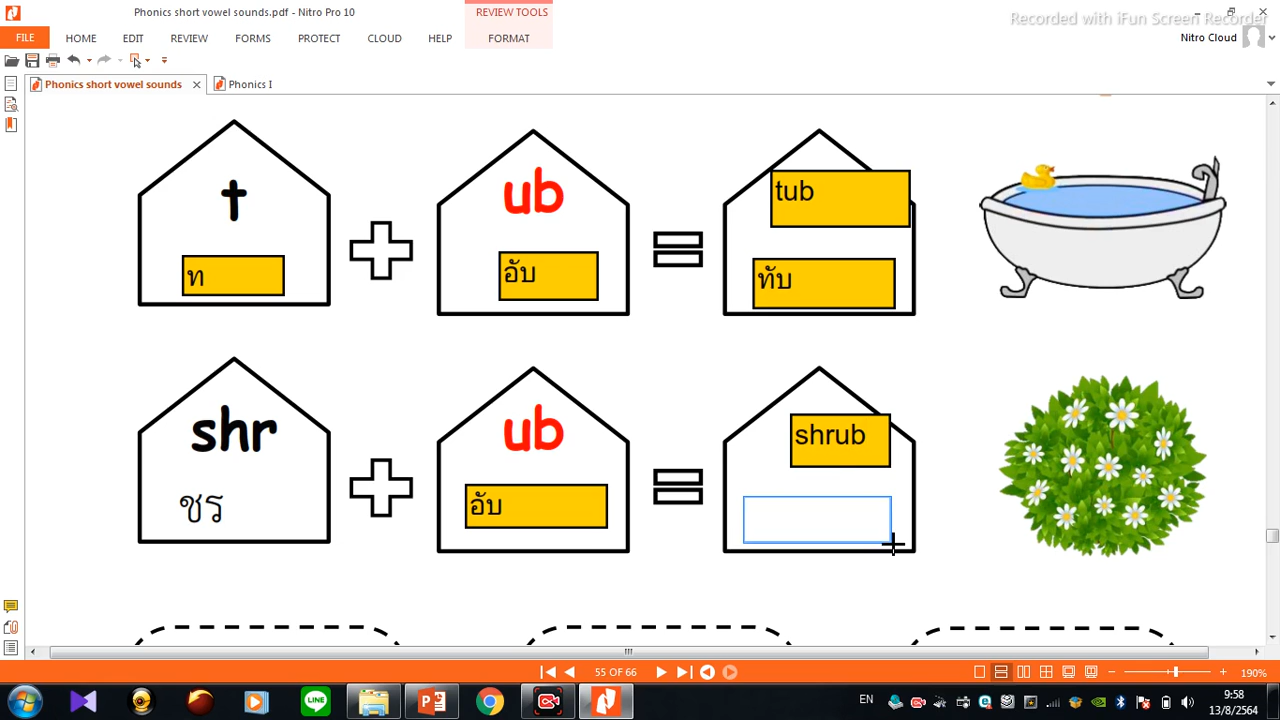 Phonics short vowel sounds.pdf - Nitro Pro 10
REVIEW TOOLS
Recorded with iFun Screen Recorder
FILE HOME EDIT REVIEW FORMS PROTECT CLOUD HELP FORMAT
Nitro Cloud
Phonics short vowel sounds
Phonics I
t ub tub
ท อับ ทับ
shr ub shrub
ชร อับ
55 OF 66
190%
LINE
EN
9:58
13/8/2564